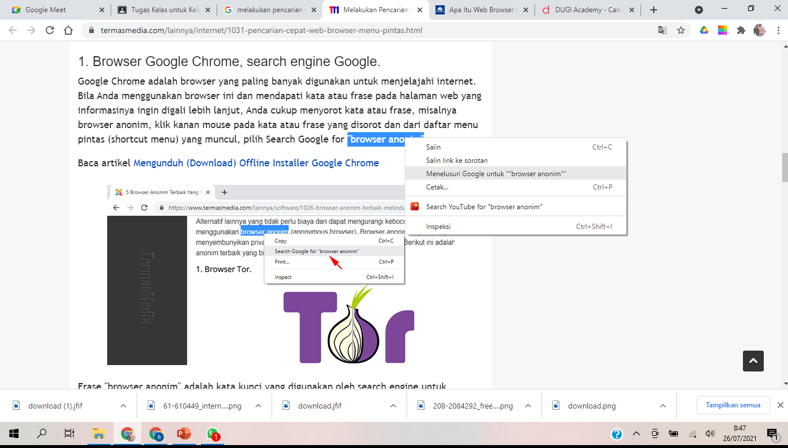 Google Meet
Tugas Kelas untuk Kel
melakukan pencarian
Melakukan Pencarian
Apa Itu Web Browser
DUGI Academy - Cari
termasmedia.com/lainnya/internet/1031-pencarian-cepat-web-browser-menu-pintas.html
1. Browser Google Chrome, search engine Google.
Google Chrome adalah browser yang paling banyak digunakan untuk menjelajahi internet.
Bila Anda menggunakan browser ini dan mendapati kata atau frase pada halaman web yang
informasinya ingin digali lebih lanjut, Anda cukup menyorot kata atau frase, misalnya
browser anonim, klik kanan mouse pada kata atau frase yang disorot dan dari daftar menu
pintas (shortcut menu) yang muncul, pilih Search Google for "browser anonim"
Salin Ctrl+C
Salin link ke sorotan
Menelusuri Google untuk ""browser anonim""
Cetak... Ctrl+P
Search YouTube for "browser anonim"
Inspeksi Ctrl+Shift+I
Baca artikel Mengunduh (Download) Offline Installer Google Chrome
5 Browser Anonim Terbaik Yang
https://www.termasmedia.com/lainnya/software/1026-browser-anonim-terbaik-melindu
Alternatif lainnya yang tidak perlu biaya dan dapat mengurangi keboco
menggunakan browser anonim (anonymous browser). Browser anonim
menyembunyikan priva
Berikut ini adalah
anonim terbaik yang bi
Copy Ctrl+C
Search Google for "browser anonim"
Print... Ctrl+P
Inspect Ctrl+Shift+I
1. Browser Tor.
TermasMedia
Tor
Frase "browser anonim" adalah kata kunci yang digunakan oleh search engine untuk
download (1).jfif
61-610449_intern....png
download.jfif
208-2084292_free....png
download.png
Tampilkan semua
8:47
26/07/2021